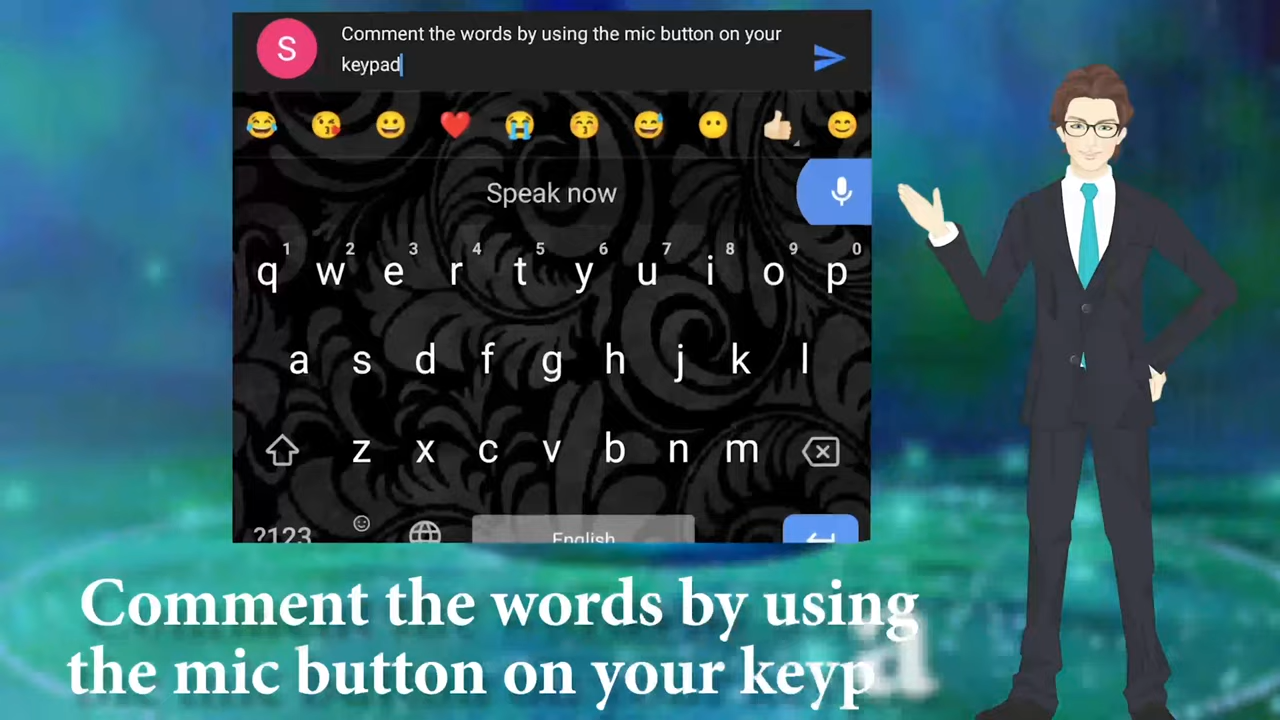 S
Comment the words by using the mic button on your
keypad
Speak now
1 2 3 4 5 6 7 8 9 0
q w e r t y u i o p
a s d f g h j k l
z x c v b n m
?123 English
Comment the words by using
the mic button on your keypa